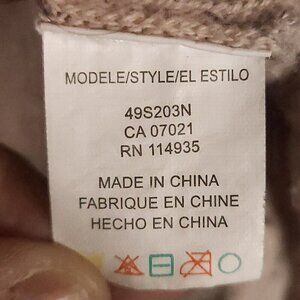 MODELE/STYLE/EL ESTILO
49S203N
CA 07021
RN 114935
MADE IN CHINA
FABRIQUE EN CHINE
HECHO EN CHINA